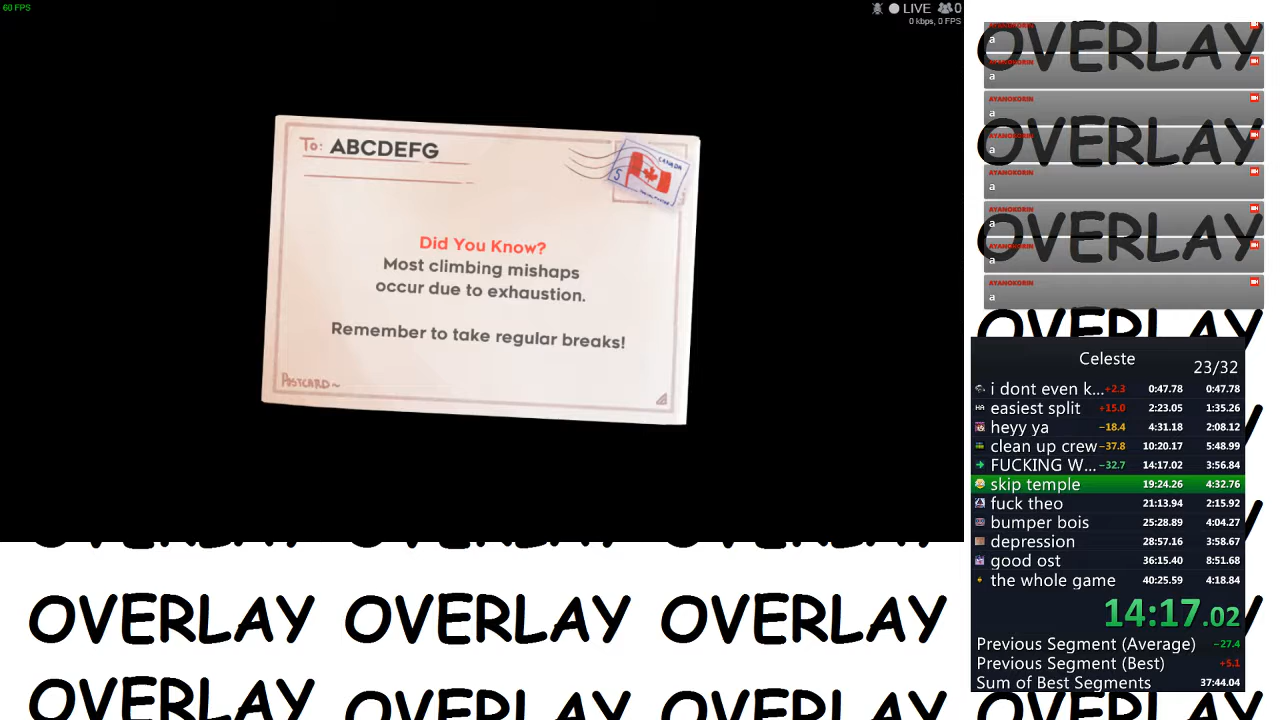 60 FPS
LIVE 0
0 kbps, 0 FPS
To: ABCDEFG
CANADA
5
Did You Know?
Most climbing mishaps
occur due to exhaustion.
Remember to take regular breaks!
POSTCARD~
OVERLAY
AYANOKORIN
a
AYANOKORIN
a
AYANOKORIN
a
OVERLAY
AYANOKORIN
a
AYANOKORIN
a
AYANOKORIN
a
OVERLAY
AYANOKORIN
a
AYANOKORIN
a
OVERLAY
Celeste
23/32
i dont even k... +2.3 0:47.78 0:47.78
easiest split +15.0 2:23.05 1:35.26
heyy ya −18.4 4:31.18 2:08.12
clean up crew −37.8 10:20.17 5:48.99
FUCKING W... −32.7 14:17.02 3:56.84
skip temple 19:24.26 4:32.76
fuck theo 21:13.94 2:15.92
bumper bois 25:28.89 4:04.27
depression 28:57.16 3:58.67
good ost 36:15.40 8:51.68
the whole game 40:25.59 4:18.84
14:17.02
Previous Segment (Average) −27.4
Previous Segment (Best) +5.1
Sum of Best Segments 37:44.04
OVERLAY OVERLAY OVERLAY
OVERLAY OVERLAY OVERLAY